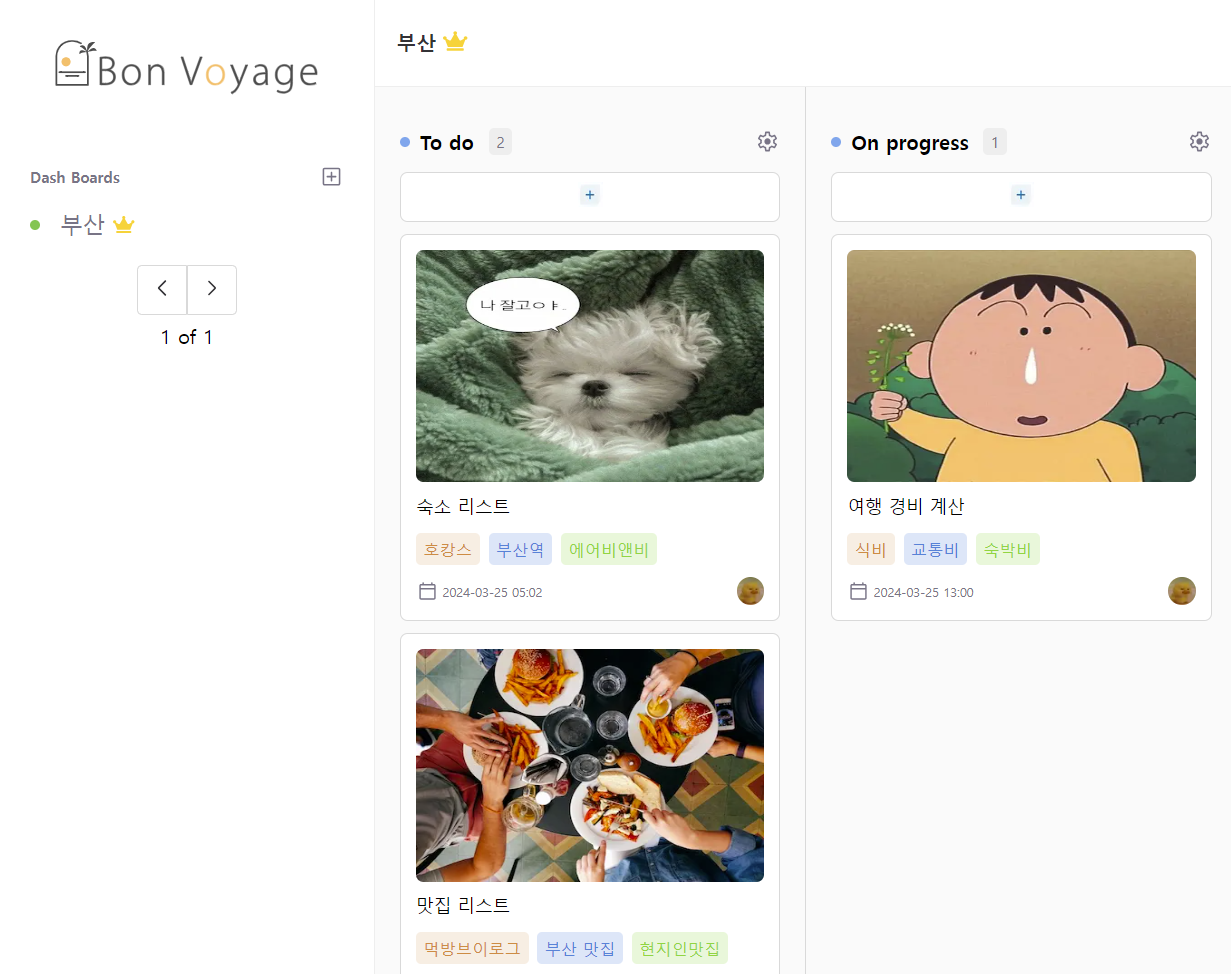 Bon Voyage
Dash Boards
부산
1 of 1
부산
To do 2
+
나 잘고 ㅇㅑ..
숙소 리스트
호캉스 부산역 에어비앤비
2024-03-25 05:02
맛집 리스트
먹방브이로그 부산 맛집 현지인맛집
On progress 1
+
여행 경비 계산
식비 교통비 숙박비
2024-03-25 13:00